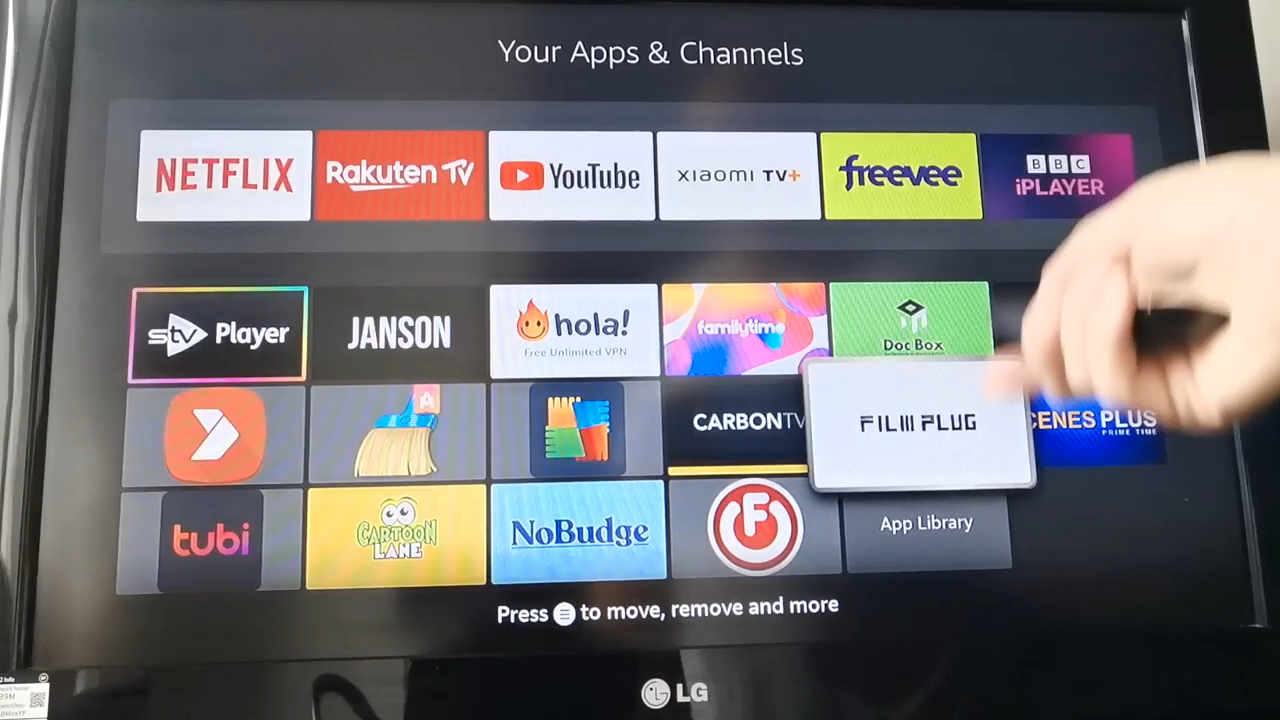 Your Apps & Channels
NETFLIX
Rakuten TV
YouTube
XIAOMI TV+
freevee
BBC
iPLAYER
stv Player
JANSON
hola!
Free Unlimited VPN
familytime
Doc Box
A
CARBONTV
FILM PLUG
CENES PLUS
PRIME TIME
tubi
CARTOON
LANE
NoBudge
F
App Library
Press to move, remove and more
LG